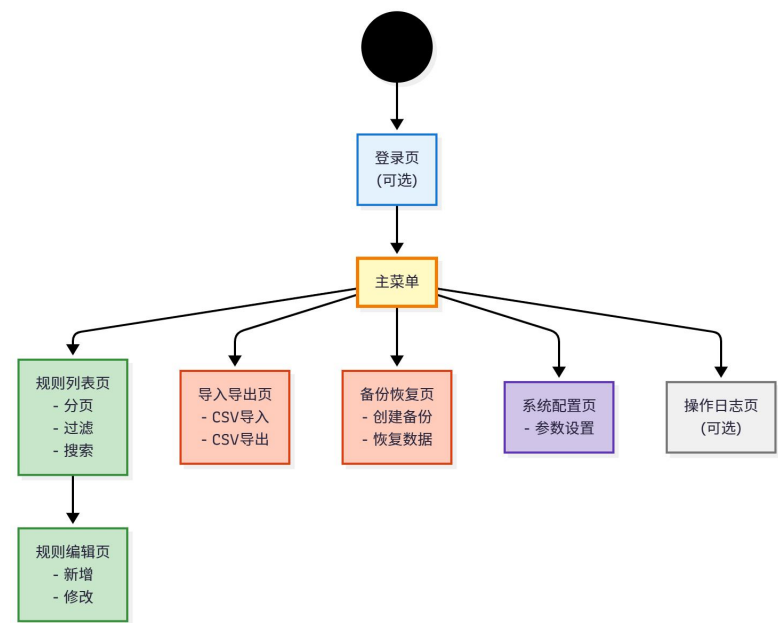 登录页
(可选)
主菜单
规则列表页
- 分页
- 过滤
- 搜索
导入导出页
- CSV导入
- CSV导出
备份恢复页
- 创建备份
- 恢复数据
系统配置页
- 参数设置
操作日志页
(可选)
规则编辑页
- 新增
- 修改